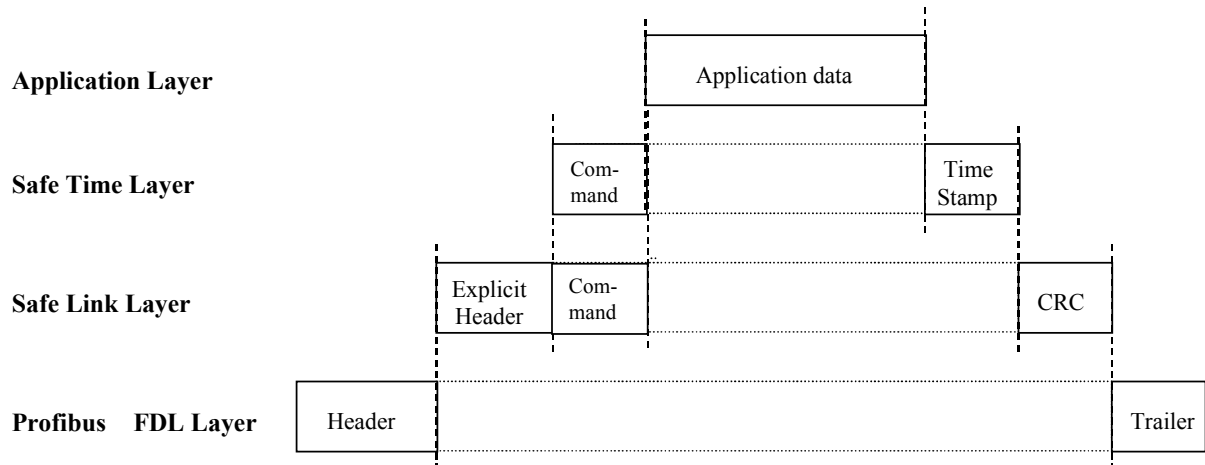 Application Layer
Application data
Safe Time Layer
Com-
mand
Time
Stamp
Safe Link Layer
Explicit
Header
Com-
mand
CRC
Profibus FDL Layer
Header
Trailer